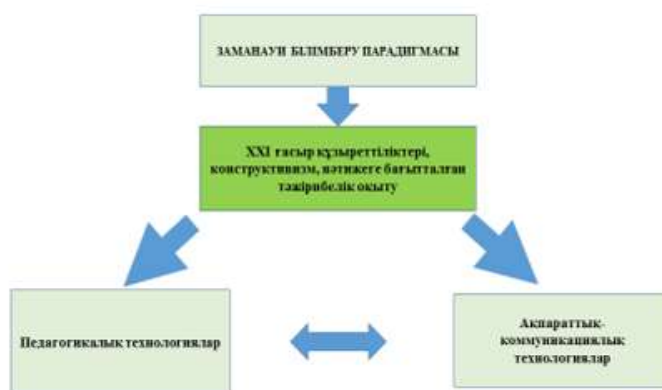 ЗАМАНАУИ БІЛІМБЕРУ ПАРАДИГМАСЫ
XXI ғасыр құзыреттіліктері,
конструктивизм, нәтижеге бағытталған
тәжірибелік оқыту
Педагогикалық технологиялар
Ақпараттық-
коммуникациялық
технологиялар